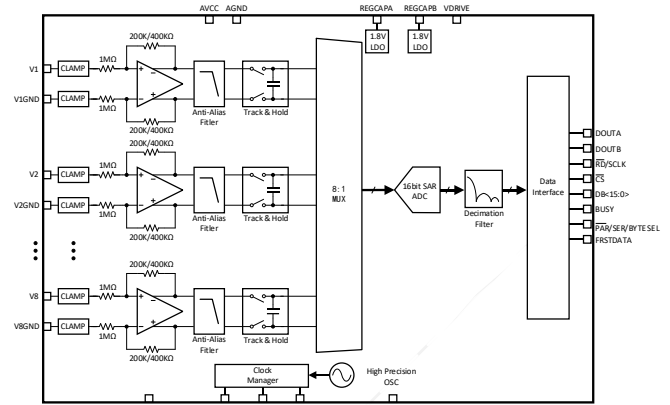 AVCC AGND REGCAPA REGCAPB VDRIVE
1.8V
LDO
1.8V
LDO
200K/400KΩ
1MΩ
V1 CLAMP
V1GND CLAMP
1MΩ
200K/400KΩ
Anti-Alias
Fitler
Track & Hold
200K/400KΩ
1MΩ
V2 CLAMP
V2GND CLAMP
1MΩ
200K/400KΩ
Anti-Alias
Fitler
Track & Hold
200K/400KΩ
1MΩ
V8 CLAMP
V8GND CLAMP
1MΩ
200K/400KΩ
Anti-Alias
Fitler
Track & Hold
8:1
MUX
16bit SAR
ADC
Decimation
Filter
Data
Interface
DOUTA
DOUTB
RD/SCLK
CS
DB<15:0>
BUSY
PAR/SER/BYTE SEL
FRSTDATA
Clock
Manager
High Precision
OSC